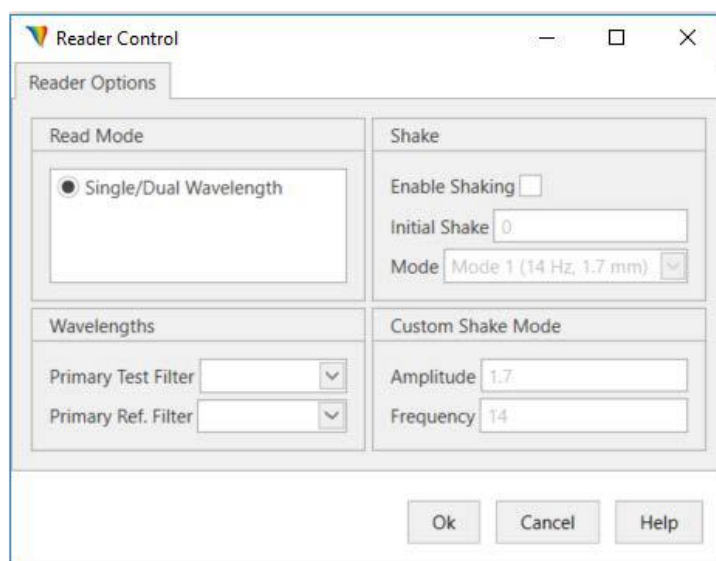 Reader Control
Reader Options
Read Mode
Single/Dual Wavelength
Shake
Enable Shaking
Initial Shake 0
Mode Mode 1 (14 Hz, 1.7 mm)
Wavelengths
Primary Test Filter
Primary Ref. Filter
Custom Shake Mode
Amplitude 1.7
Frequency 14
Ok Cancel Help